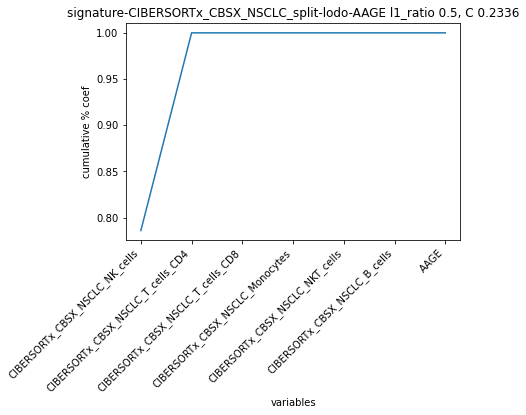 signature-CIBERSORTx_CBSX_NSCLC_split-lodo-AAGE l1_ratio 0.5, C 0.2336
1.00
0.95
0.90
0.85
0.80
cumulative % coef
CIBERSORTx_CBSX_NSCLC_NK_cells
CIBERSORTx_CBSX_NSCLC_T_cells_CD4
CIBERSORTx_CBSX_NSCLC_T_cells_CD8
CIBERSORTx_CBSX_NSCLC_Monocytes
CIBERSORTx_CBSX_NSCLC_NKT_cells
CIBERSORTx_CBSX_NSCLC_B_cells
AAGE
variables